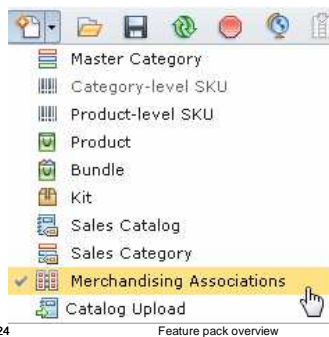 Master Category
Category-level SKU
Product-level SKU
Product
Bundle
Kit
Sales Catalog
Sales Category
Merchandising Associations
Catalog Upload
24 Feature pack overview